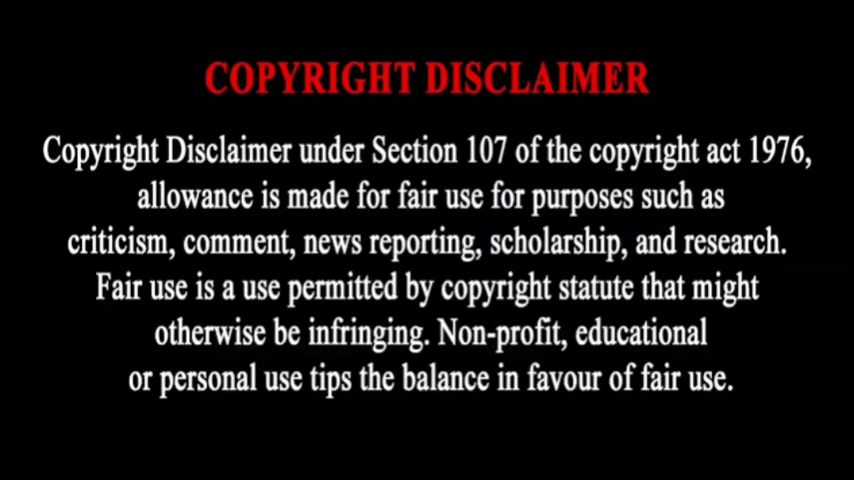 COPYRIGHT DISCLAIMER
Copyright Disclaimer under Section 107 of the copyright act 1976,
allowance is made for fair use for purposes such as
criticism, comment, news reporting, scholarship, and research.
Fair use is a use permitted by copyright statute that might
otherwise be infringing. Non-profit, educational
or personal use tips the balance in favour of fair use.